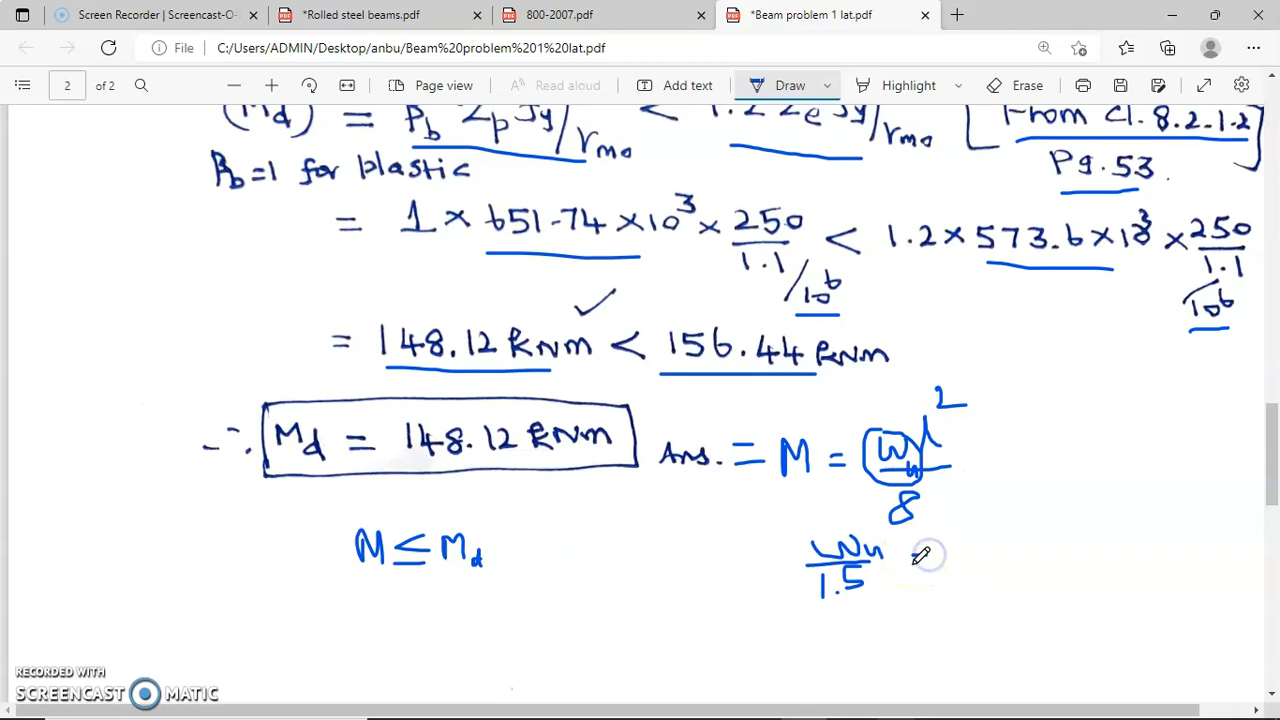 Screen Recorder | Screencast-O- × *Rolled steel beams.pdf × 800-2007.pdf × *Beam problem 1 lat.pdf × +
File C:/Users/ADMIN/Desktop/anbu/Beam%20problem%201%20lat.pdf
2 of 2 Page view Read aloud Add text Draw Highlight Erase
(Md) = βb Zp fy/γmo < 1.2 Ze fy/γmo [From cl. 8.2.1.2
βb=1 for plastic Pg.53.
= 1 × 651.74×10³ × 250/1.1 /10⁶ < 1.2 × 573.6×10³ × 250/1.1 /10⁶
= 148.12 kNm < 156.44 kNm
∴ Md = 148.12 kNm Ans. = M = Wu l²/8
M ≤ Md Wu/1.5
RECORDED WITH
SCREENCAST MATIC